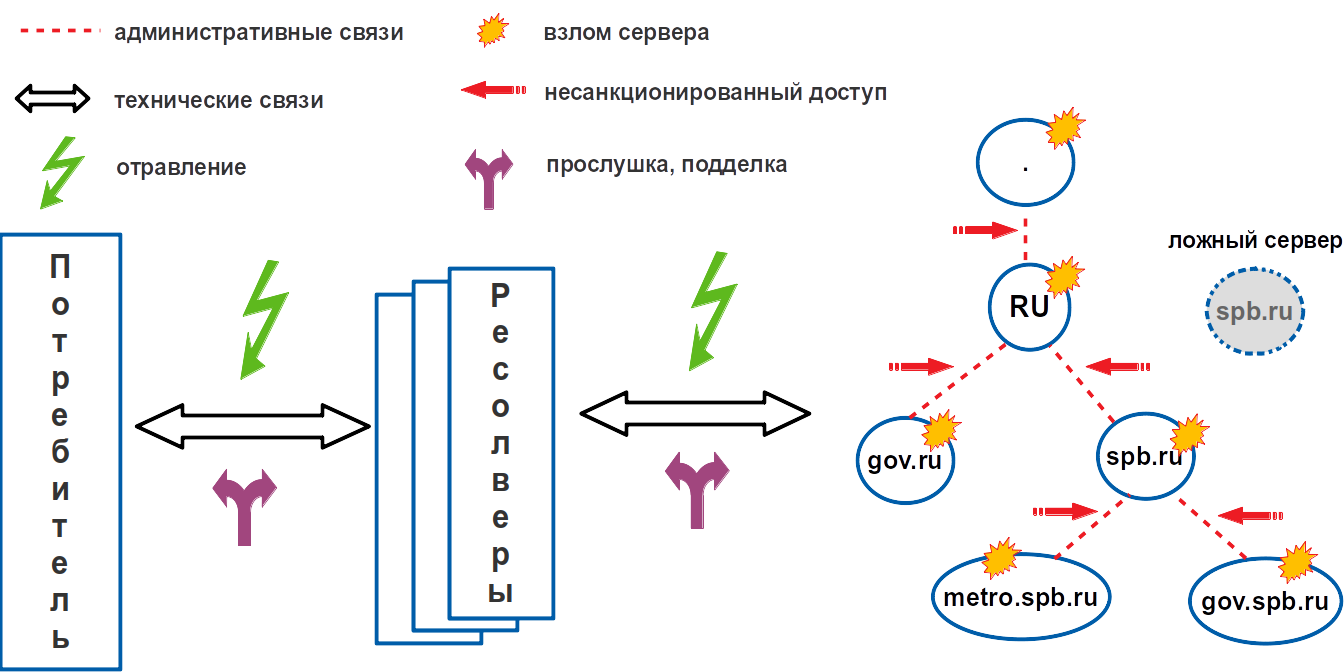 административные связи
взлом сервера
технические связи
несанкционированный доступ
отравление
прослушка, подделка
Потребитель
Ресолверы
.
RU
ложный сервер
spb.ru
gov.ru
spb.ru
metro.spb.ru
gov.spb.ru